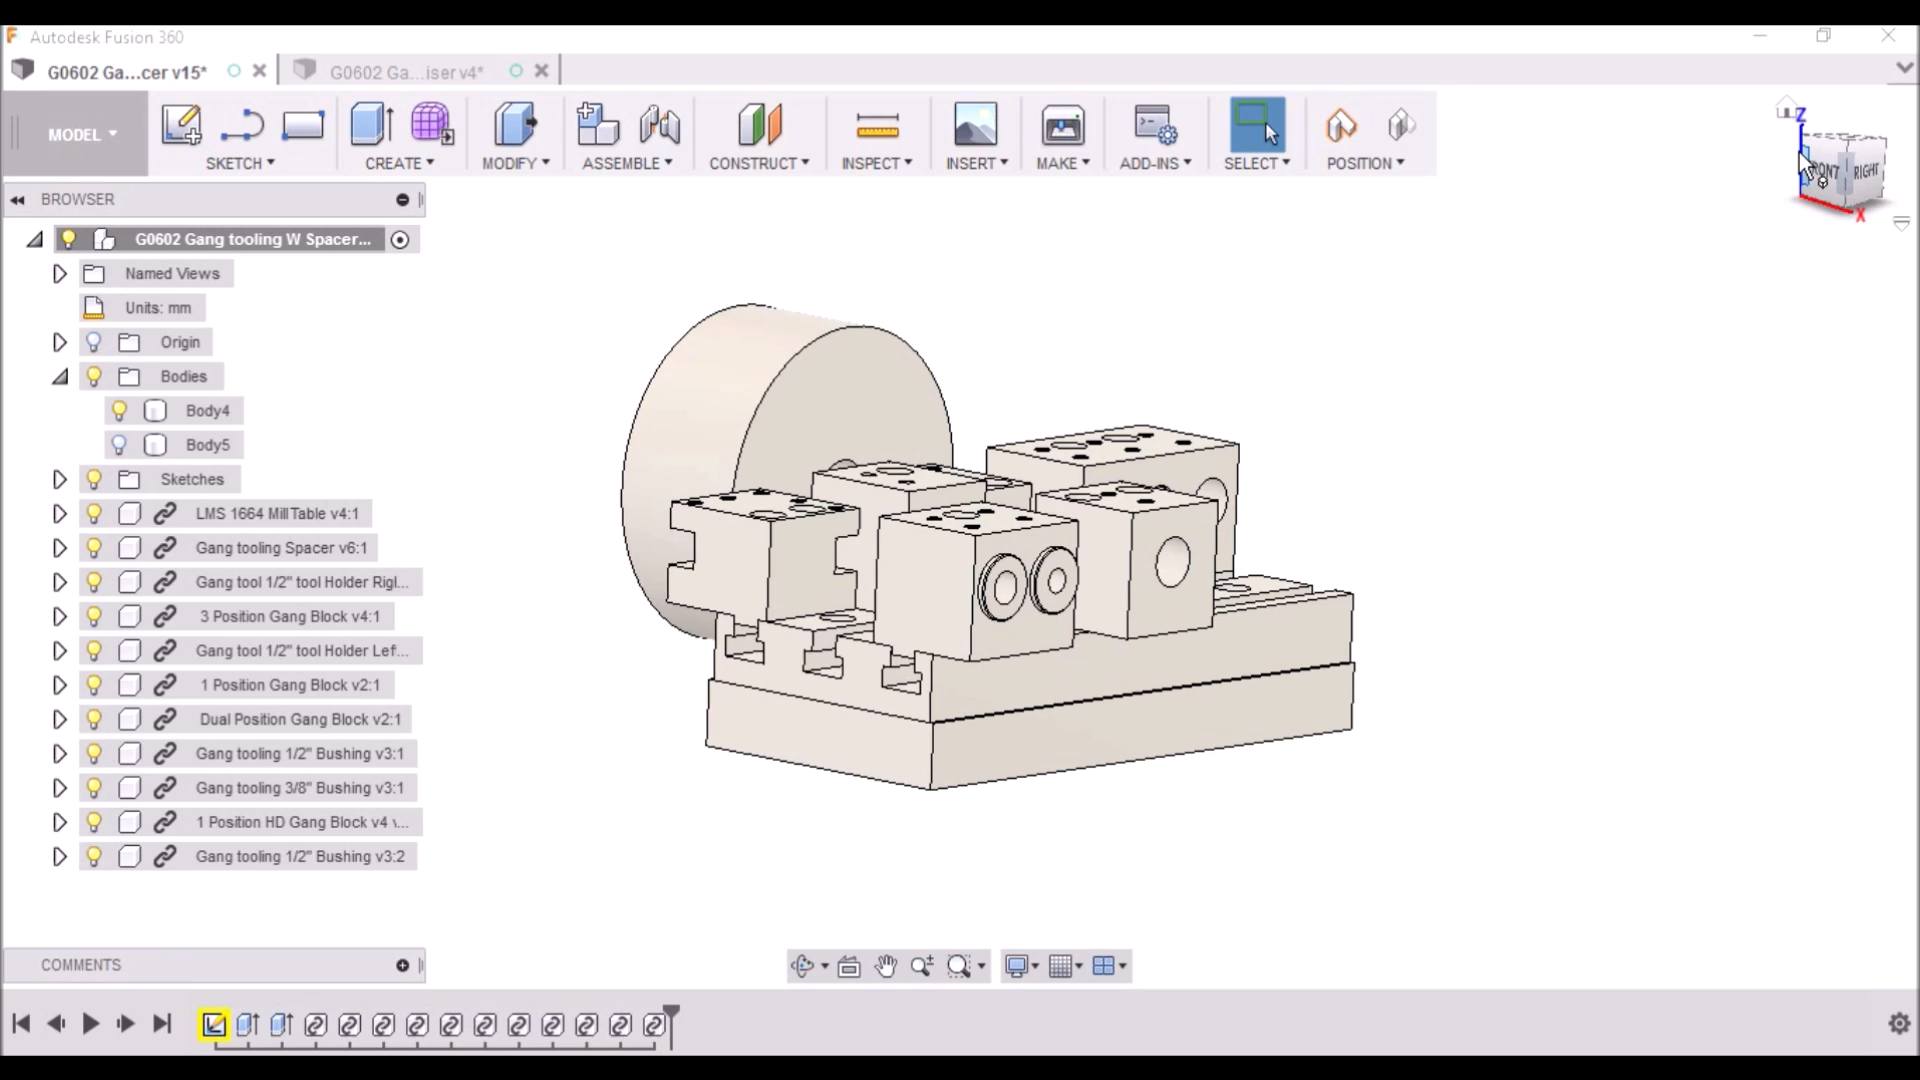 Autodesk Fusion 360
G0602 Ga...cer v15*
G0602 Ga...iser v4*
MODEL
SKETCH
CREATE
MODIFY
ASSEMBLE
CONSTRUCT
INSPECT
INSERT
MAKE
ADD-INS
SELECT
POSITION
Z
RONT
RIGHT
X
BROWSER
G0602 Gang tooling W Spacer...
Named Views
Units: mm
Origin
Bodies
Body4
Body5
Sketches
LMS 1664 Mill Table v4:1
Gang tooling Spacer v6:1
Gang tool 1/2" tool Holder Rigl...
3 Position Gang Block v4:1
Gang tool 1/2" tool Holder Lef...
1 Position Gang Block v2:1
Dual Position Gang Block v2:1
Gang tooling 1/2" Bushing v3:1
Gang tooling 3/8" Bushing v3:1
1 Position HD Gang Block v4 v...
Gang tooling 1/2" Bushing v3:2
COMMENTS